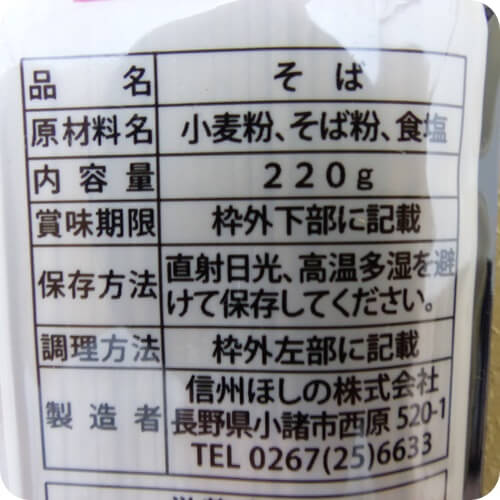 品名 そば
原材料名 小麦粉、そば粉、食塩
内容量 220g
賞味期限 枠外下部に記載
保存方法 直射日光、高温多湿を避
けて保存してください。
調理方法 枠外左部に記載
製造者 信州ほしの株式会社
長野県小諸市西原520-1
TEL 0267(25)6633